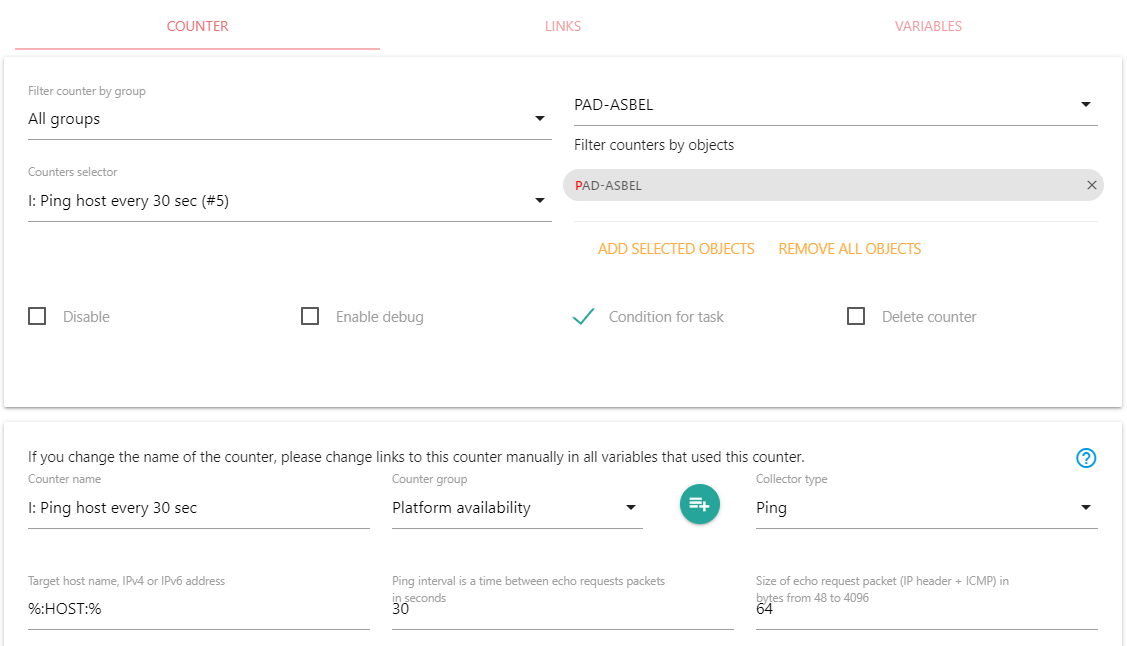 COUNTER LINKS VARIABLES
Filter counter by group
All groups
PAD-ASBEL
Filter counters by objects
Counters selector
I: Ping host every 30 sec (#5)
PAD-ASBEL
ADD SELECTED OBJECTS REMOVE ALL OBJECTS
Disable Enable debug Condition for task Delete counter
If you change the name of the counter, please change links to this counter manually in all variables that used this counter.
Counter name Counter group Collector type
I: Ping host every 30 sec Platform availability Ping
Target host name, IPv4 or IPv6 address
%:HOST:%
Ping interval is a time between echo requests packets
in seconds
30
Size of echo request packet (IP header + ICMP) in
bytes from 48 to 4096
64